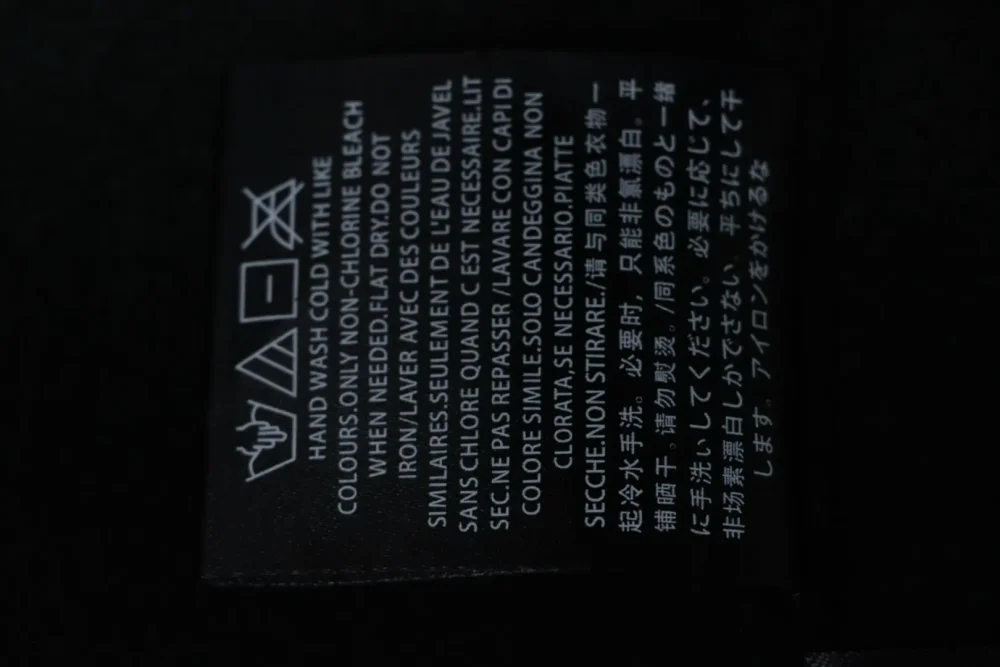 HAND WASH COLD WITH LIKE
COLOURS.ONLY NON-CHLORINE BLEACH
WHEN NEEDED.FLAT DRY.DO NOT
IRON/LAVER AVEC DES COULEURS
SIMILAIRES.SEULEMENT DE L'EAU DE JAVEL
SANS CHLORE QUAND C EST NECESSAIRE.LIT
SEC.NE PAS REPASSER /LAVARE CON CAPI DI
COLORE SIMILE.SOLO CANDEGGINA NON
CLORATA,SE NECESSARIO.PIATTE
SECCHE.NON STIRARE./请与同类色衣物一
起冷水手洗。必要时，只能非氯漂白。平
铺晒干。请勿熨烫。/同系色のものと一绪
に手洗いしてください。必要に応じて、
非场素漂白しかでさない、平ちにして干
します。アイロンをかけるな